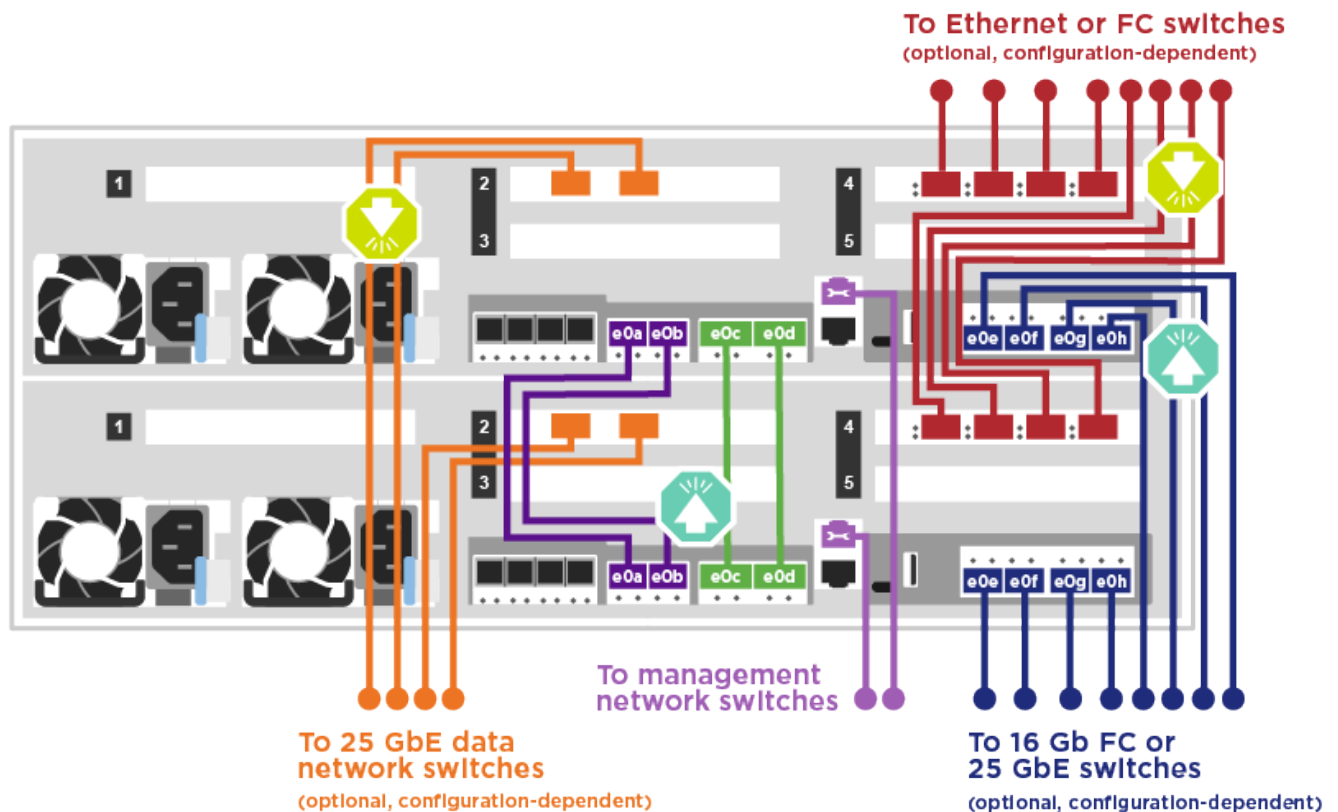 To Ethernet or FC switches
(optional, configuration-dependent)
1
2
4
3
5
e0a e0b e0c e0d
e0e e0f e0g e0h
1
2
4
3
5
e0a e0b e0c e0d
e0e e0f e0g e0h
To management
network switches
To 25 GbE data
network switches
(optional, configuration-dependent)
To 16 Gb FC or
25 GbE switches
(optional, configuration-dependent)